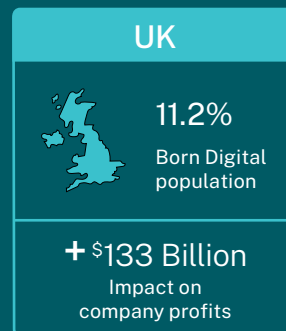 UK
11.2%
Born Digital
population
+ $133 Billion
Impact on
company profits